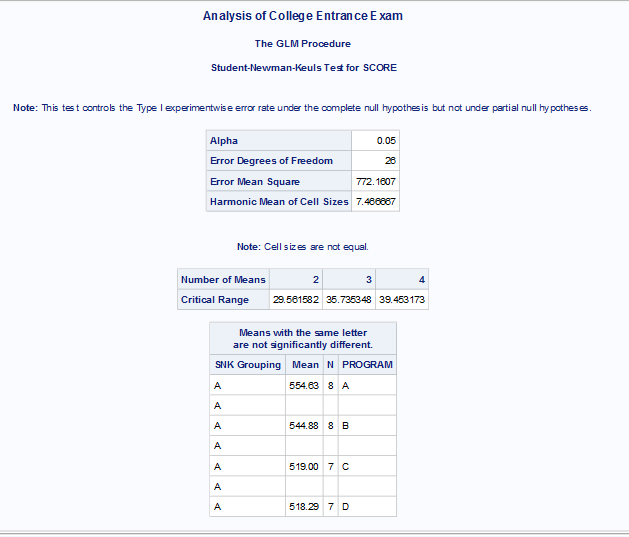 Analysis of College Entrance Exam
The GLM Procedure
Student-Newman-Keuls Test for SCORE
Note: This test controls the Type I experimentwise error rate under the complete null hypothesis but not under partial null hypotheses.
Alpha 0.05
Error Degrees of Freedom 26
Error Mean Square 772.1607
Harmonic Mean of Cell Sizes 7.466667
Note: Cell sizes are not equal.
Number of Means 2 3 4
Critical Range 29.561582 35.735348 39.453173
Means with the same letter
are not significantly different.
SNK Grouping Mean N PROGRAM
A 554.63 8 A
A
A 544.88 8 B
A
A 519.00 7 C
A
A 518.29 7 D